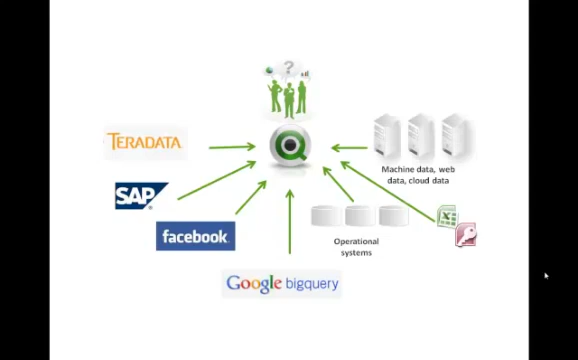 ?
TERADATA
SAP
facebook
Google bigquery
Operational
systems
Machine data, web
data, cloud data